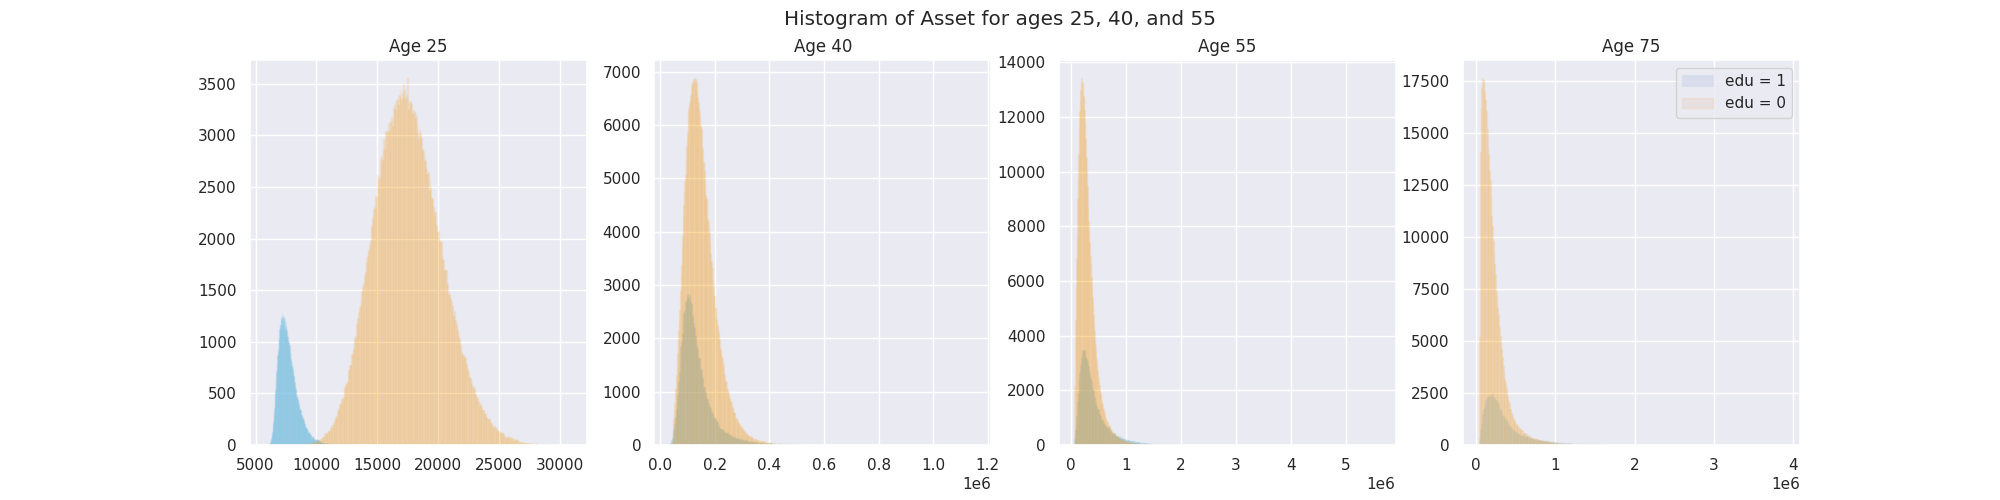 Histogram of Asset for ages 25, 40, and 55
Age 25
3500
3000
2500
2000
1500
1000
500
0
5000 10000 15000 20000 25000 30000
Age 40
7000
6000
5000
4000
3000
2000
1000
0
0.0 0.2 0.4 0.6 0.8 1.0 1.2
1e6
Age 55
14000
12000
10000
8000
6000
4000
2000
0
0 1 2 3 4 5
1e6
Age 75
17500
15000
12500
10000
7500
5000
2500
0
0 1 2 3 4
1e6
edu = 1
edu = 0